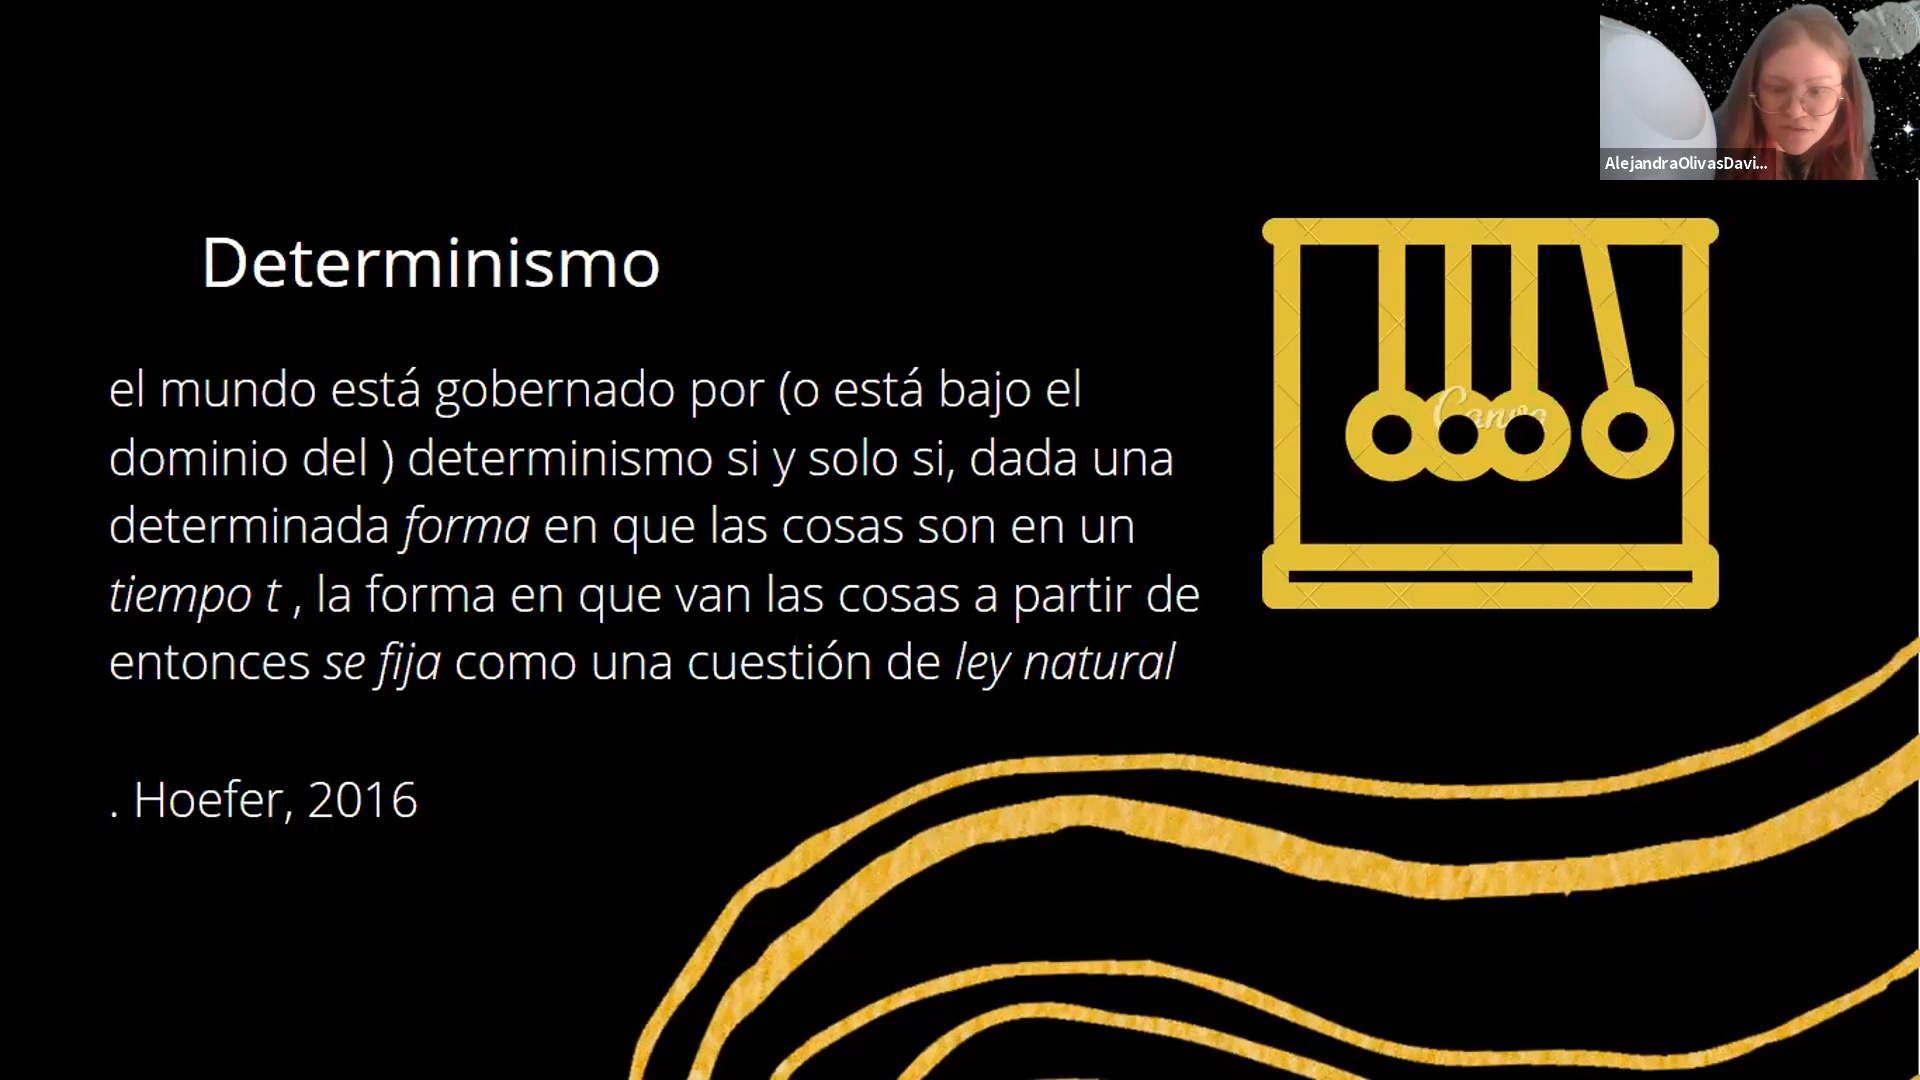 AlejandraOlivasDavi...
Determinismo
el mundo está gobernado por (o está bajo el
dominio del ) determinismo si y solo si, dada una
determinada forma en que las cosas son en un
tiempo t , la forma en que van las cosas a partir de
entonces se fija como una cuestión de ley natural
. Hoefer, 2016
Canva